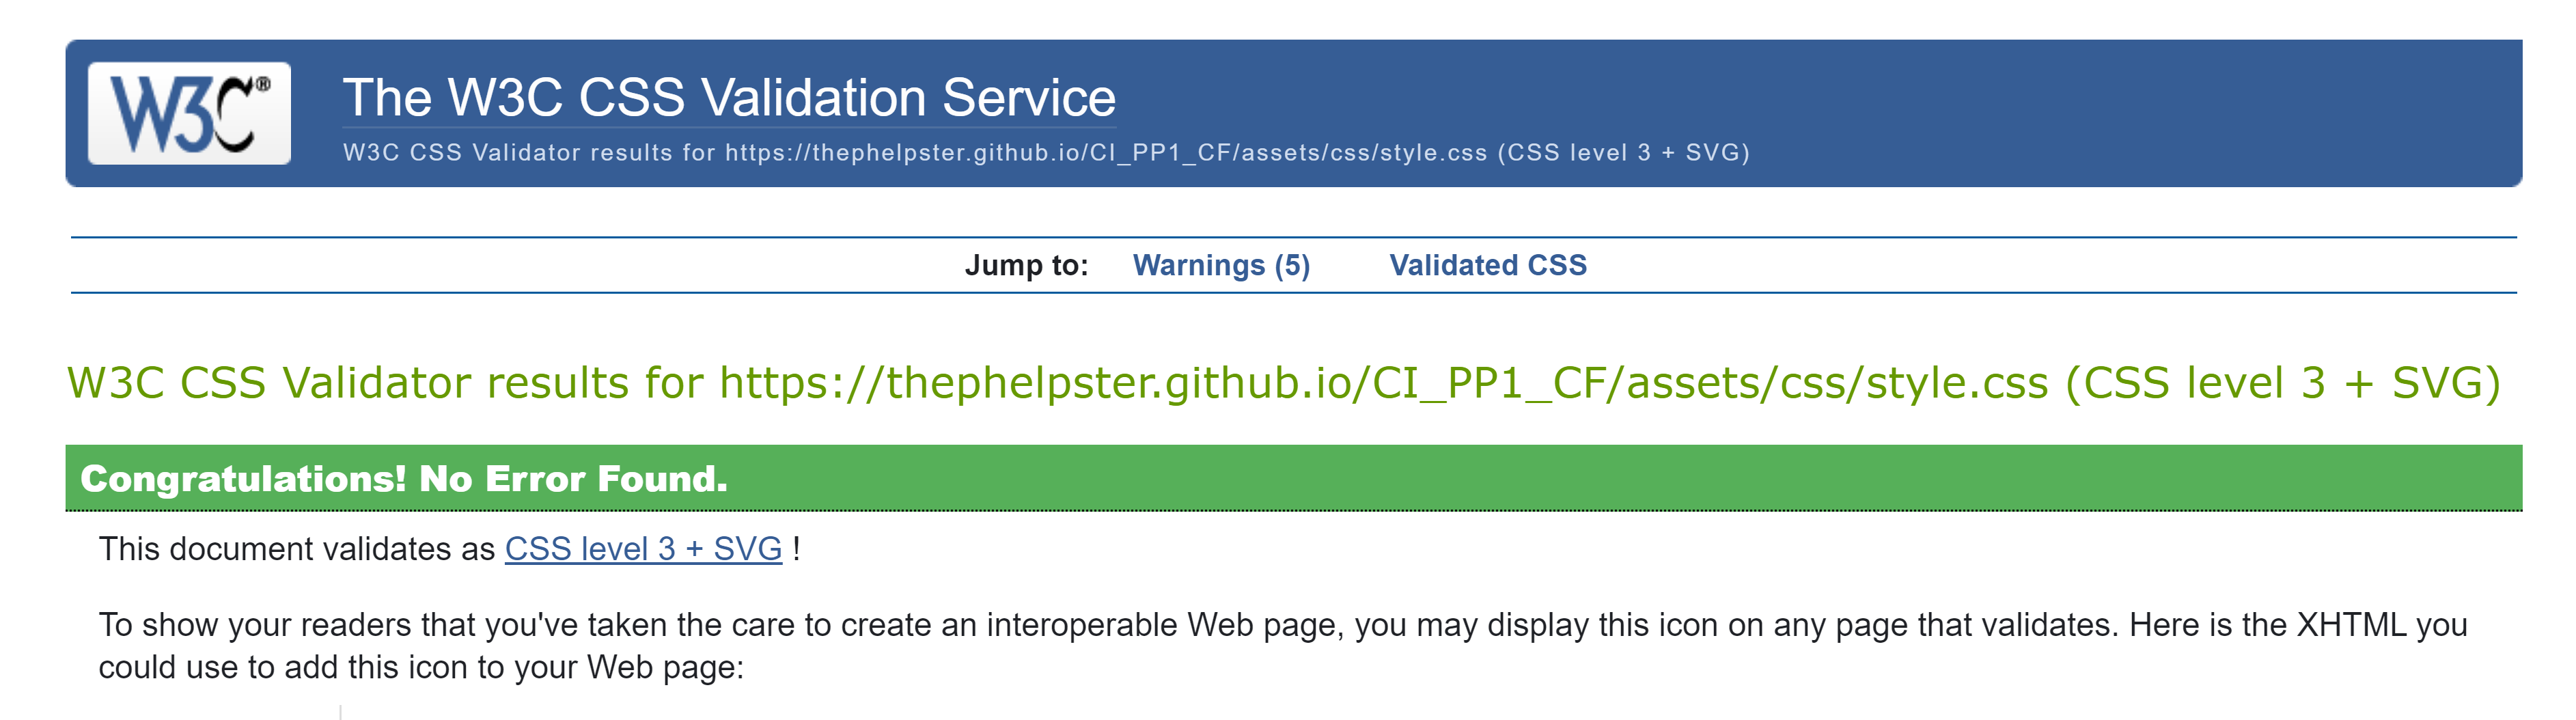 W3C®
The W3C CSS Validation Service
W3C CSS Validator results for https://thephelpster.github.io/CI_PP1_CF/assets/css/style.css (CSS level 3 + SVG)
Jump to: Warnings (5) Validated CSS
W3C CSS Validator results for https://thephelpster.github.io/CI_PP1_CF/assets/css/style.css (CSS level 3 + SVG)
Congratulations! No Error Found.
This document validates as CSS level 3 + SVG !
To show your readers that you've taken the care to create an interoperable Web page, you may display this icon on any page that validates. Here is the XHTML you
could use to add this icon to your Web page: